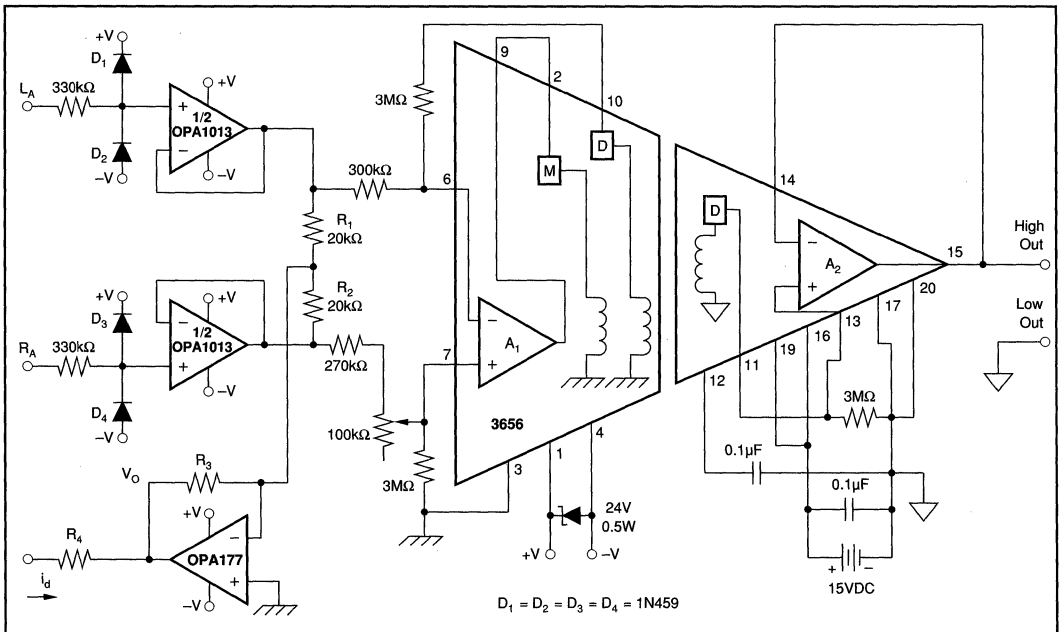 +V
D1
LA
330kΩ
+
+V
1/2
OPA1013
−
−V
D2
−V
3MΩ
300kΩ
6
9
2
10
M
D
R1
20kΩ
R2
20kΩ
+V
D3
RA
330kΩ
−
+V
1/2
OPA1013
+
−V
D4
−V
270kΩ
100kΩ
3MΩ
7
−
A1
+
3656
3
1
4
24V
0.5W
+V
−V
VO
R3
R4
id
+V
−
OPA177
+
−V
D
14
−
A2
+
15
20
17
13
16
19
11
12
High
Out
Low
Out
3MΩ
0.1µF
0.1µF
+
−
15VDC
D1 = D2 = D3 = D4 = 1N459